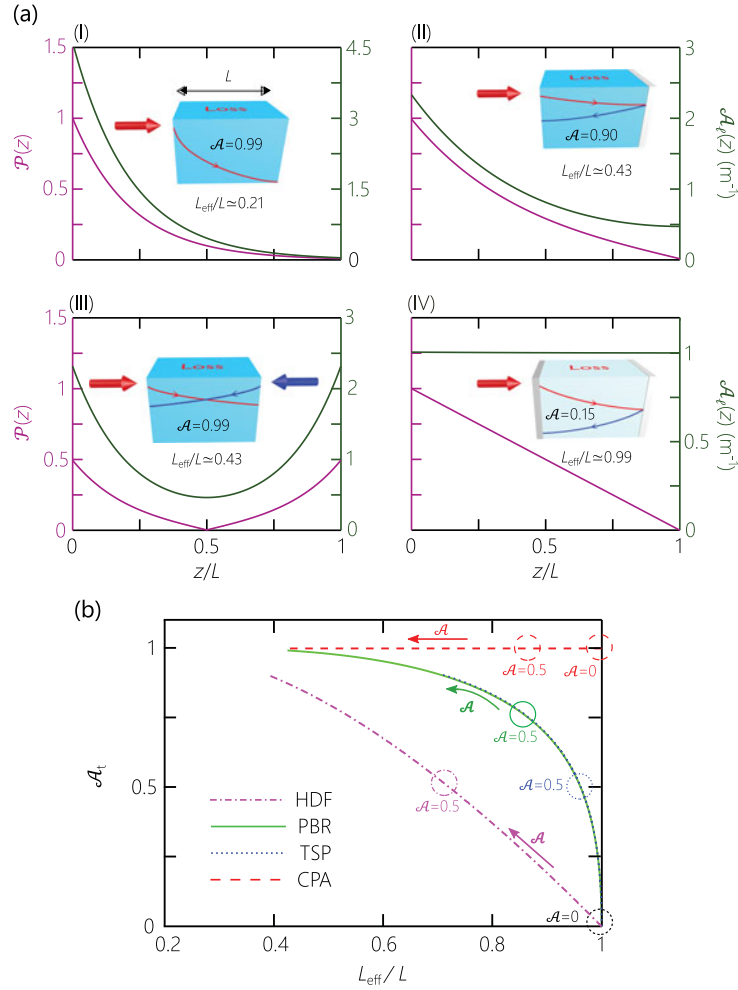 (a)
(I)
(II)
1.5
1
0.5
0
𝒫(z)
4.5
3
1.5
0
L
Loss
𝒜=0.99
L_eff/L≃0.21
3
2
1
0
𝒜_ℓ(z) (m⁻¹)
Loss
𝒜=0.90
L_eff/L≃0.43
(III)
(IV)
1.5
1
0.5
0
𝒫(z)
3
2
1
0
Loss
𝒜=0.99
L_eff/L≃0.43
0 0.5 1
z/L
1
0.5
0
𝒜_ℓ(z) (m⁻¹)
Loss
𝒜=0.15
L_eff/L≃0.99
0 0.5 1
z/L
(b)
𝒜_t
1
0.5
0
𝒜
𝒜=0.5
𝒜=0
𝒜
𝒜=0.5
𝒜=0.5
𝒜=0.5
𝒜
𝒜=0
HDF
PBR
TSP
CPA
0.2 0.4 0.6 0.8 1
L_eff / L